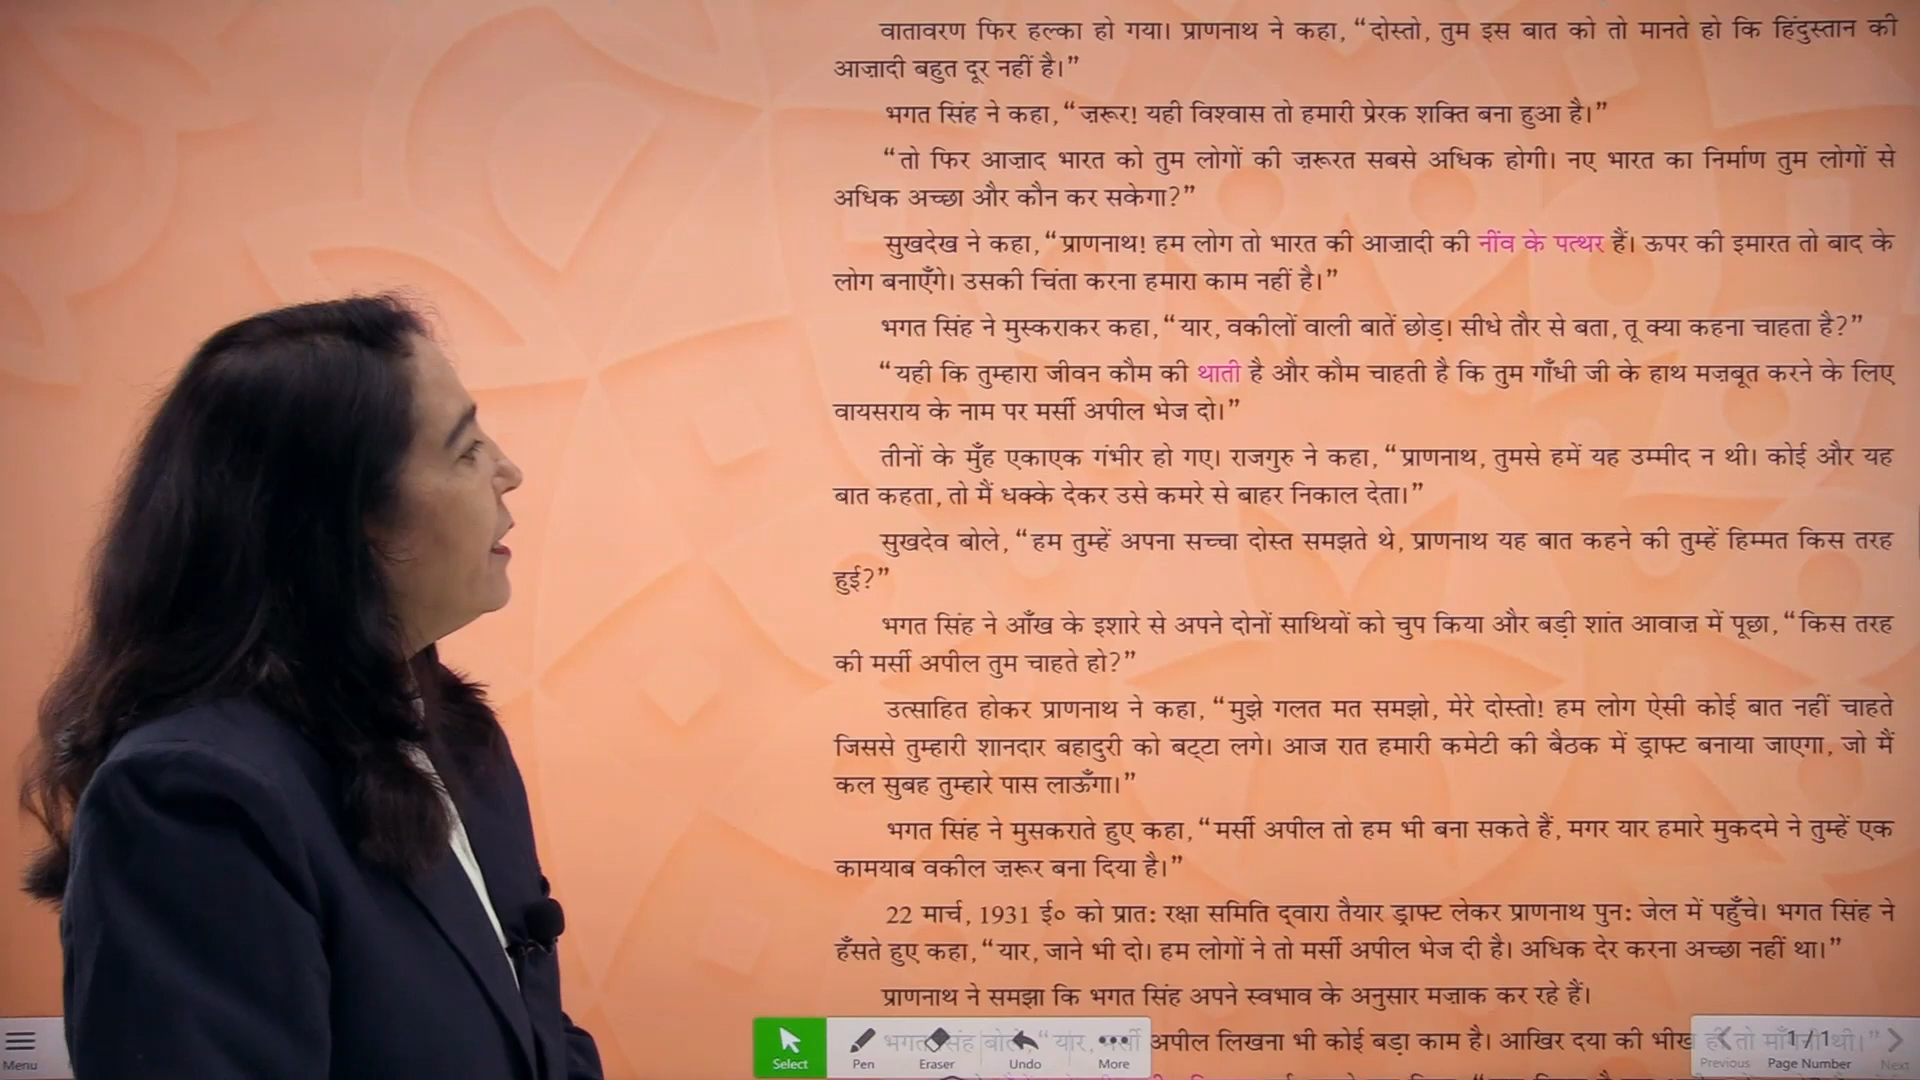 वातावरण फिर हल्का हो गया। प्राणनाथ ने कहा, “दोस्तो, तुम इस बात को तो मानते हो कि हिंदुस्तान की
आज़ादी बहुत दूर नहीं है।”
भगत सिंह ने कहा, “ज़रूर! यही विश्वास तो हमारी प्रेरक शक्ति बना हुआ है।”
“तो फिर आज़ाद भारत को तुम लोगों की ज़रूरत सबसे अधिक होगी। नए भारत का निर्माण तुम लोगों से
अधिक अच्छा और कौन कर सकेगा?”
सुखदेख ने कहा, “प्राणनाथ! हम लोग तो भारत की आज़ादी की नींव के पत्थर हैं। ऊपर की इमारत तो बाद के
लोग बनाएँगे। उसकी चिंता करना हमारा काम नहीं है।”
भगत सिंह ने मुस्कराकर कहा, “यार, वकीलों वाली बातें छोड़। सीधे तौर से बता, तू क्या कहना चाहता है?”
“यही कि तुम्हारा जीवन कौम की थाती है और कौम चाहती है कि तुम गाँधी जी के हाथ मज़बूत करने के लिए
वायसराय के नाम पर मर्सी अपील भेज दो।”
तीनों के मुँह एकाएक गंभीर हो गए। राजगुरु ने कहा, “प्राणनाथ, तुमसे हमें यह उम्मीद न थी। कोई और यह
बात कहता, तो मैं धक्के देकर उसे कमरे से बाहर निकाल देता।”
सुखदेव बोले, “हम तुम्हें अपना सच्चा दोस्त समझते थे, प्राणनाथ यह बात कहने की तुम्हें हिम्मत किस तरह
हुई?”
भगत सिंह ने आँख के इशारे से अपने दोनों साथियों को चुप किया और बड़ी शांत आवाज़ में पूछा, “किस तरह
की मर्सी अपील तुम चाहते हो?”
उत्साहित होकर प्राणनाथ ने कहा, “मुझे गलत मत समझो, मेरे दोस्तो! हम लोग ऐसी कोई बात नहीं चाहते
जिससे तुम्हारी शानदार बहादुरी को बट्टा लगे। आज रात हमारी कमेटी की बैठक में ड्राफ्ट बनाया जाएगा, जो मैं
कल सुबह तुम्हारे पास लाऊँगा।”
भगत सिंह ने मुसकराते हुए कहा, “मर्सी अपील तो हम भी बना सकते हैं, मगर यार हमारे मुकदमे ने तुम्हें एक
कामयाब वकील ज़रूर बना दिया है।”
22 मार्च, 1931 ई० को प्रात: रक्षा समिति द्वारा तैयार ड्राफ्ट लेकर प्राणनाथ पुन: जेल में पहुँचे। भगत सिंह ने
हँसते हुए कहा, “यार, जाने भी दो। हम लोगों ने तो मर्सी अपील भेज दी है। अधिक देर करना अच्छा नहीं था।”
प्राणनाथ ने समझा कि भगत सिंह अपने स्वभाव के अनुसार मज़ाक कर रहे हैं।
भगत सिंह बोले, “यार, मर्सी अपील लिखना भी कोई बड़ा काम है। आखिर दया की भीख ही तो माँगनी थी।”
Menu
Select
Pen
Eraser
Undo
More
Previous
1 / 1
Page Number
Next